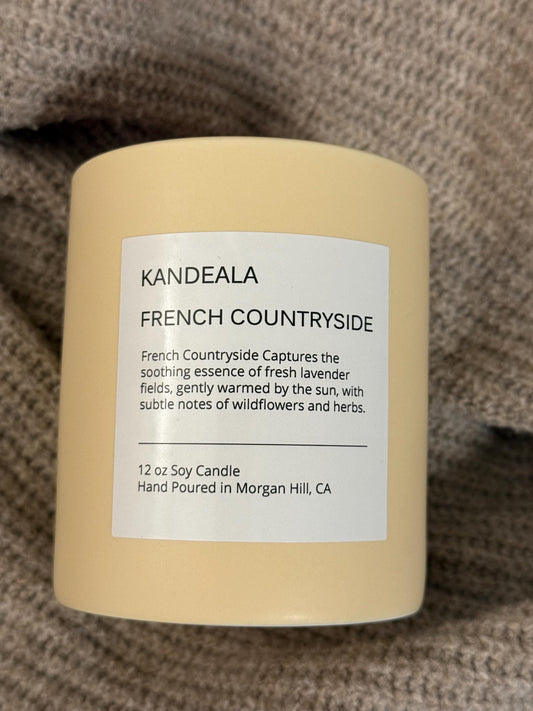 KANDEALA
FRENCH COUNTRYSIDE
French Countryside Captures the
soothing essence of fresh lavender
fields, gently warmed by the sun, with
subtle notes of wildflowers and herbs.
12 oz Soy Candle
Hand Poured in Morgan Hill, CA